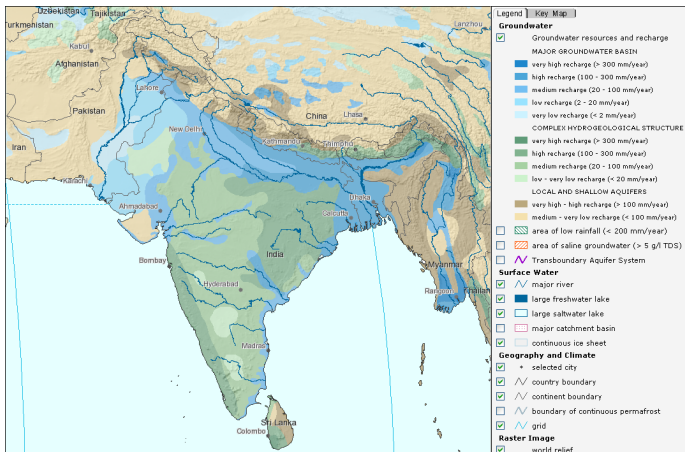 Uzbekistan
Tajikistan
Turkmenistan
Kabul
Afghanistan
Lanzhou
Lahore
Pakistan
China
Lhasa
New Delhi
Iran
Kathmandu
Thimphu
Karachi
Ahmadabad
Dhaka
Calcutta
India
Myanmar
Bombay
Hyderabad
Rangoon
Thailand
Madras
Sri Lanka
Colombo
Legend Key Map
Groundwater
Groundwater resources and recharge
MAJOR GROUNDWATER BASIN
very high recharge (> 300 mm/year)
high recharge (100 - 300 mm/year)
medium recharge (20 - 100 mm/year)
low recharge (2 - 20 mm/year)
very low recharge (< 2 mm/year)
COMPLEX HYDROGEOLOGICAL STRUCTURE
very high recharge (> 300 mm/year)
high recharge (100 - 300 mm/year)
medium recharge (20 - 100 mm/year)
low - very low recharge (< 20 mm/year)
LOCAL AND SHALLOW AQUIFERS
very high - high recharge (> 100 mm/year)
medium - very low recharge (< 100 mm/year)
area of low rainfall (< 200 mm/year)
area of saline groundwater (> 5 g/l TDS)
Transboundary Aquifer System
Surface Water
major river
large freshwater lake
large saltwater lake
major catchment basin
continuous ice sheet
Geography and Climate
selected city
country boundary
continent boundary
boundary of continuous permafrost
grid
Raster Image
world relief